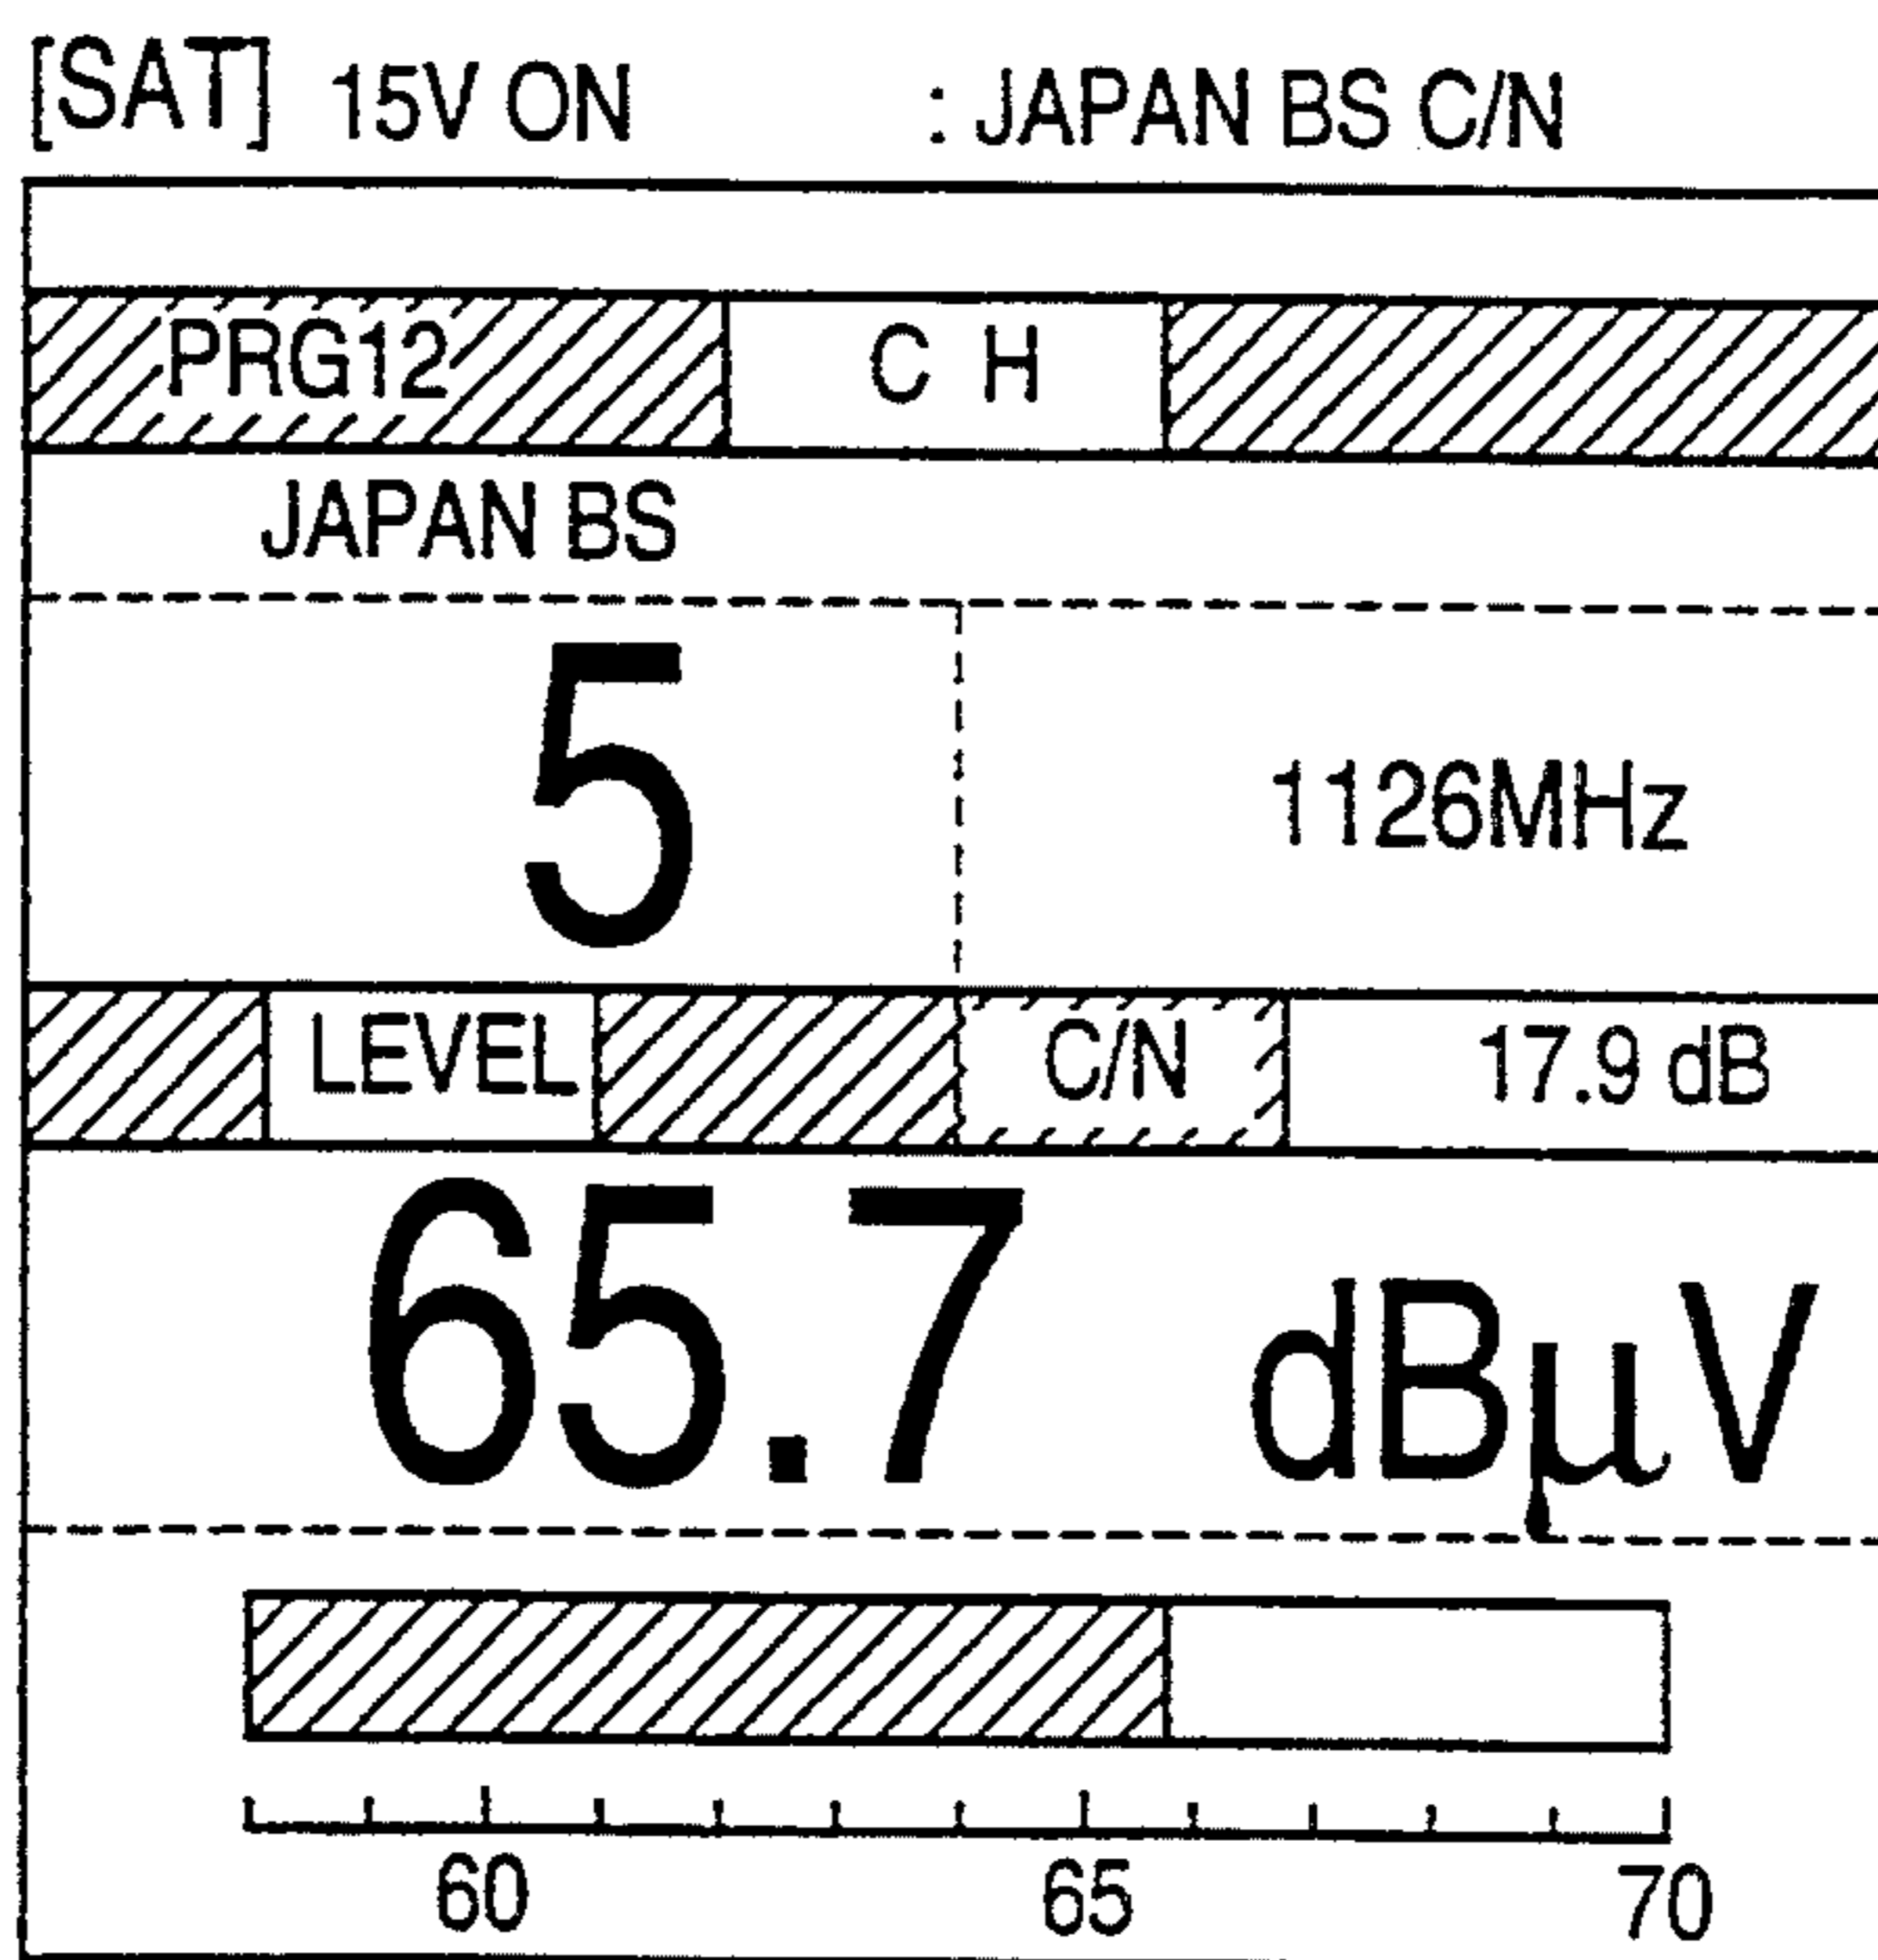 [SAT] 15V ON : JAPAN BS C/N
PRG12 C H
JAPAN BS
5 1126MHz
LEVEL C/N 17.9 dB
65.7 dBμV
60 65 70